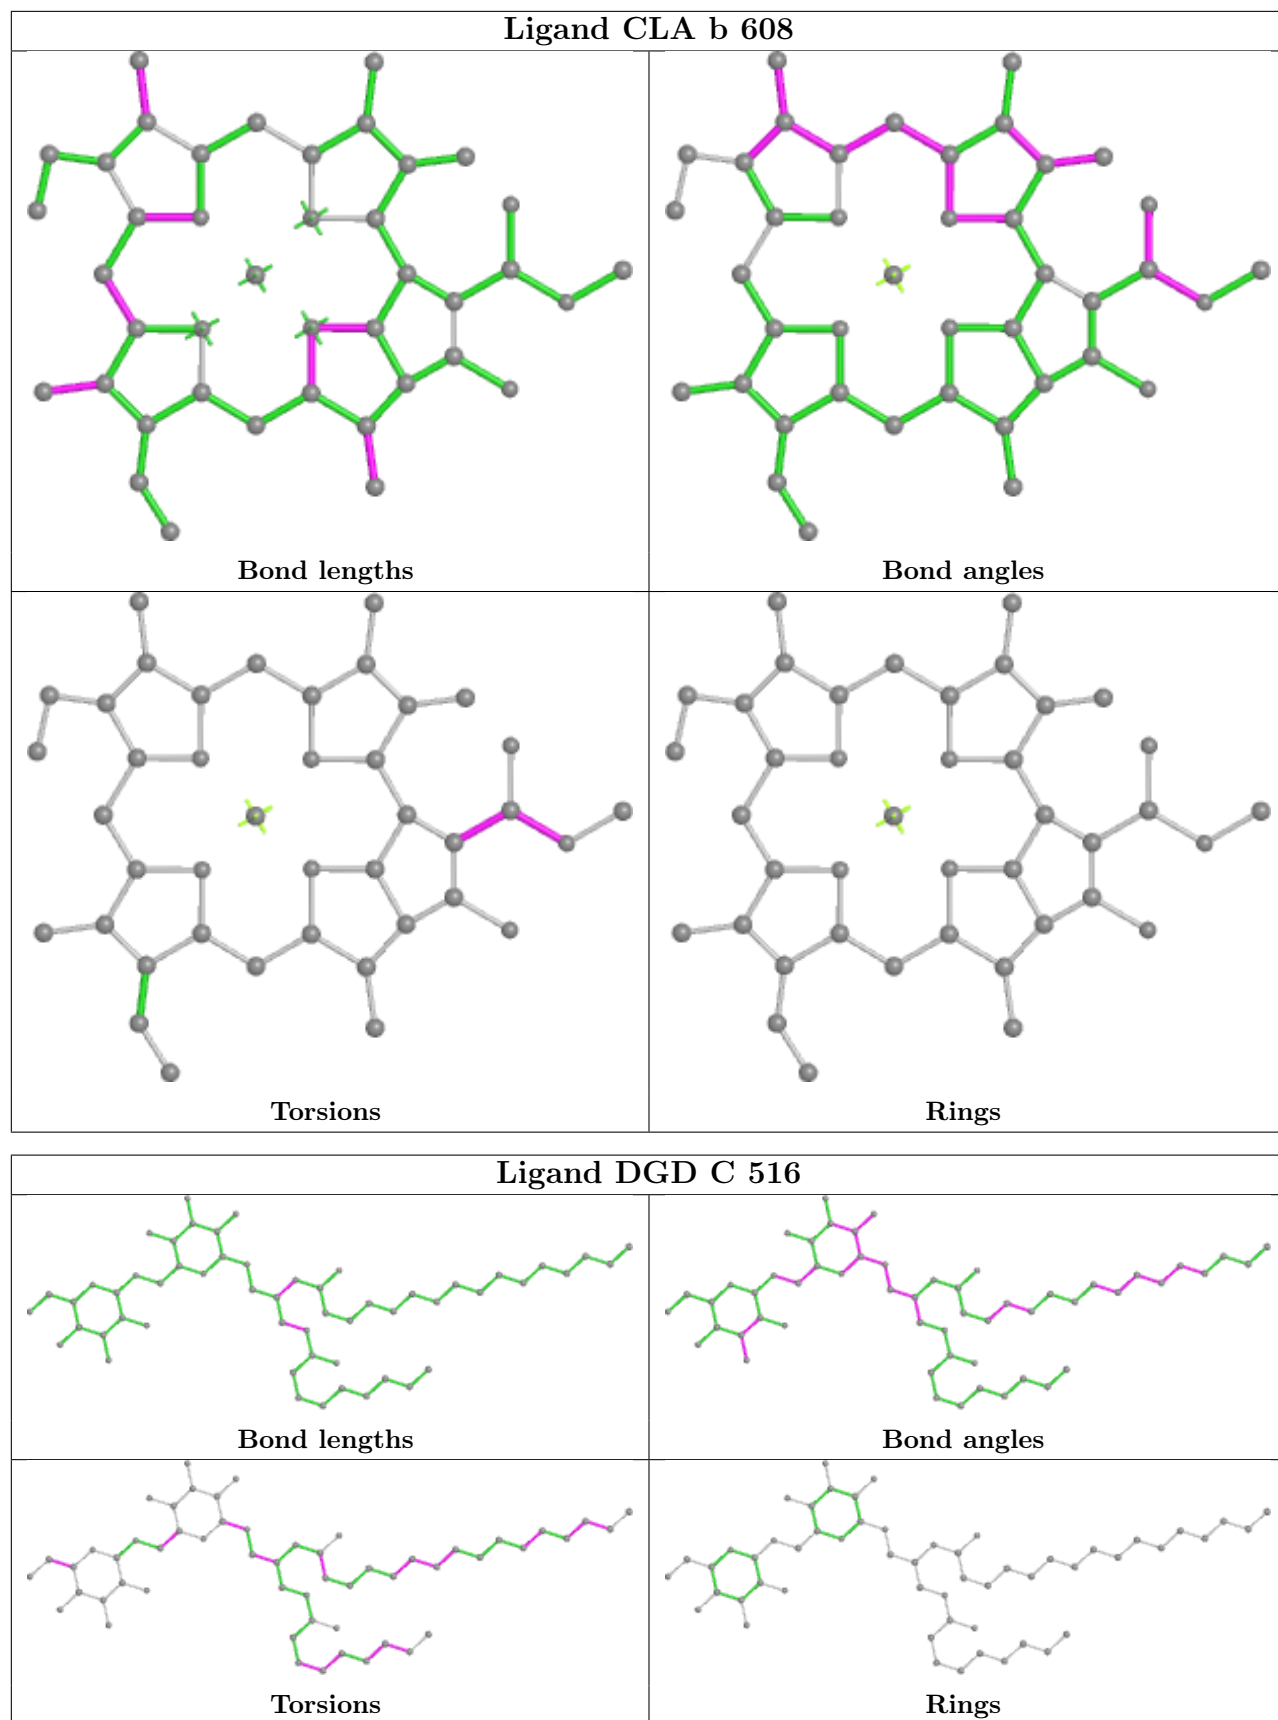 Ligand CLA b 608
Bond lengths
Bond angles
Torsions
Rings
Ligand DGD C 516
Bond lengths
Bond angles
Torsions
Rings